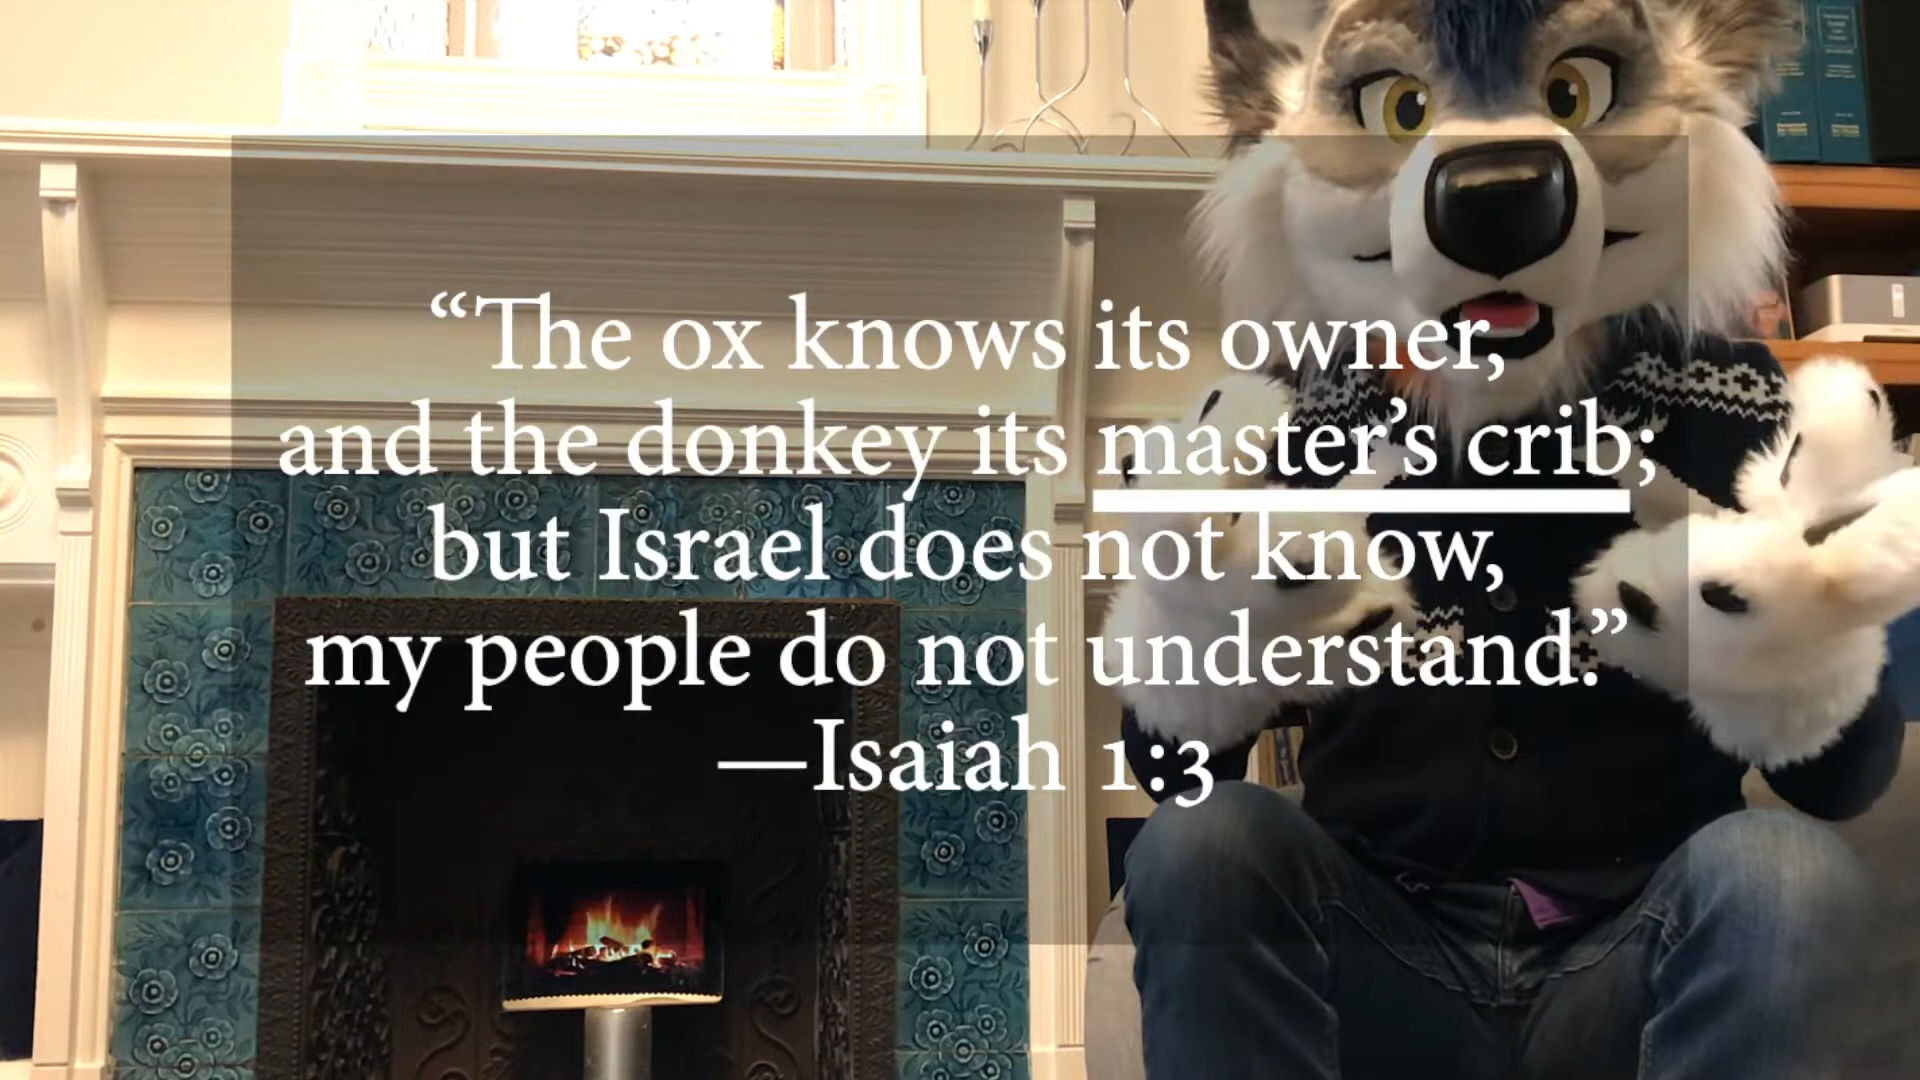 “The ox knows its owner,
and the donkey its master’s crib;
but Israel does not know,
my people do not understand.”
—Isaiah 1:3